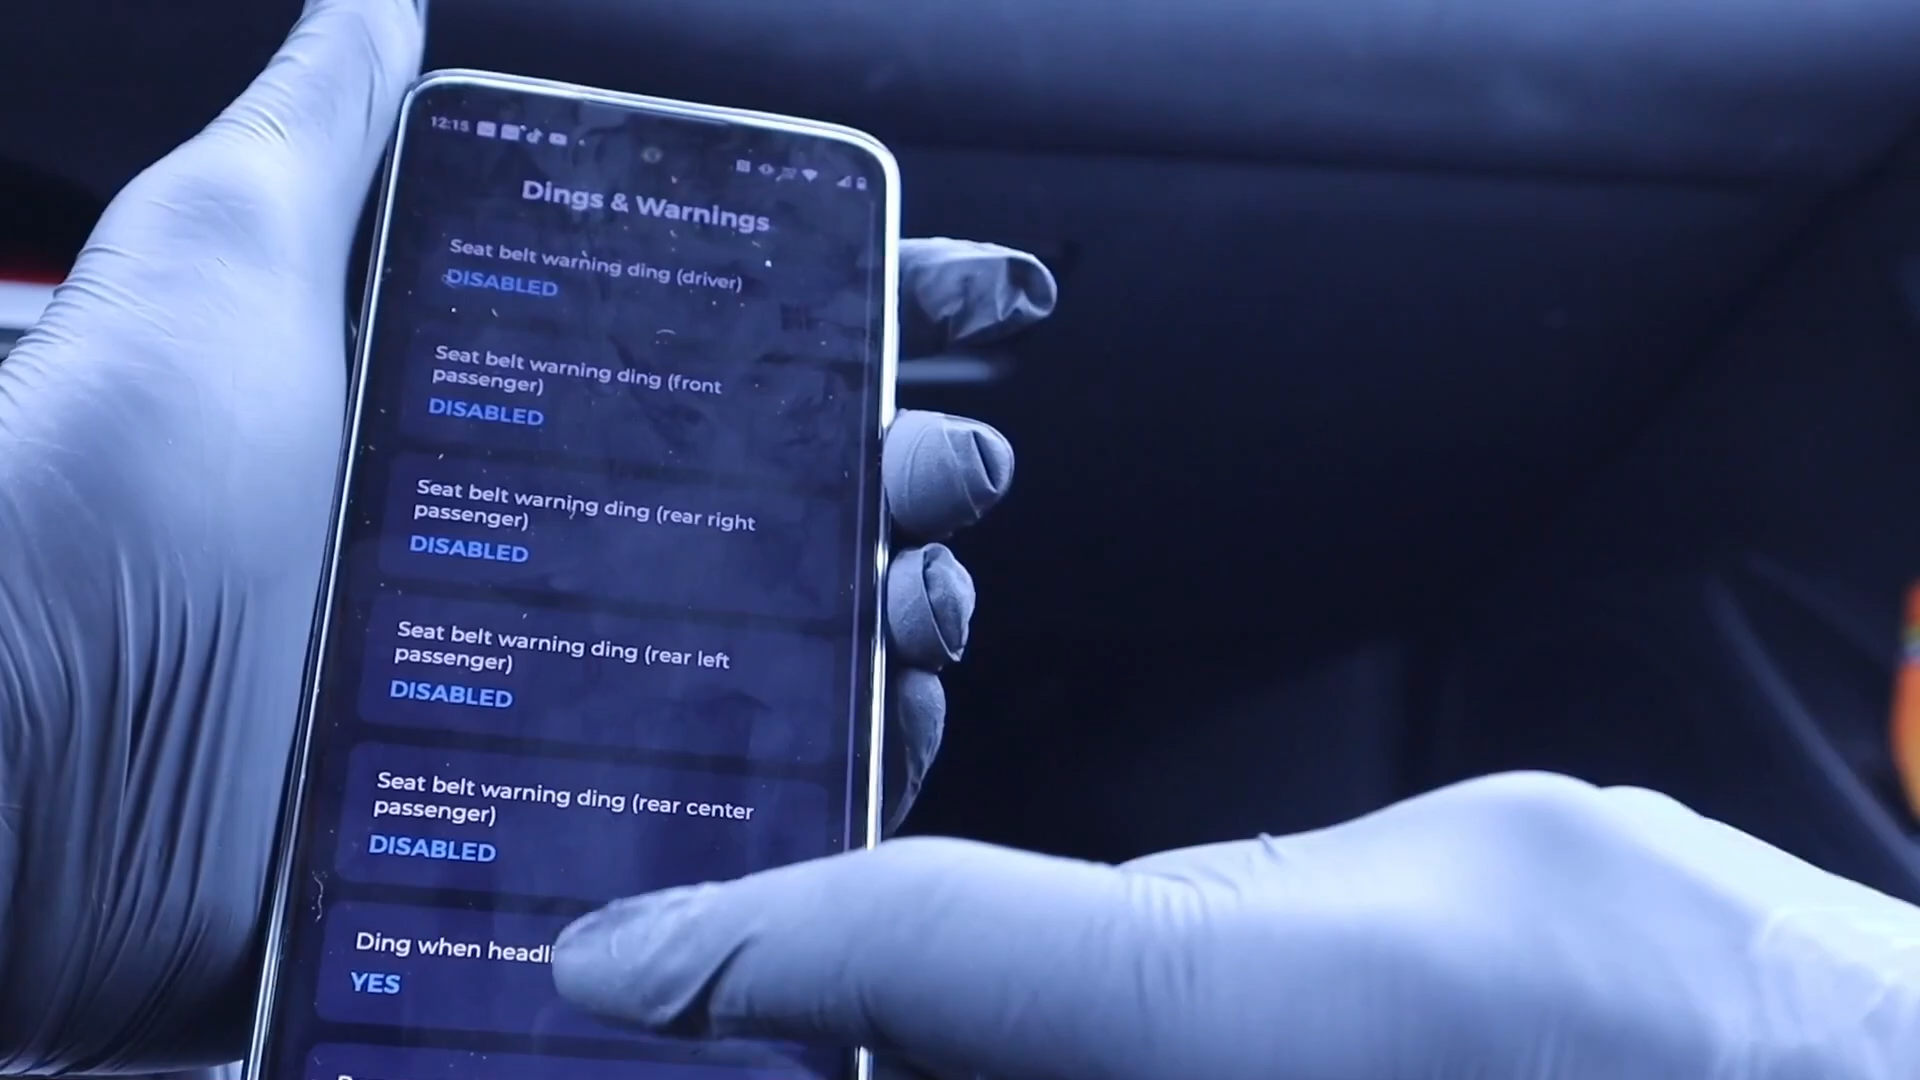 12:15
Dings & Warnings
Seat belt warning ding (driver)
DISABLED
Seat belt warning ding (front
passenger)
DISABLED
Seat belt warning ding (rear right
passenger)
DISABLED
Seat belt warning ding (rear left
passenger)
DISABLED
Seat belt warning ding (rear center
passenger)
DISABLED
Ding when headli
YES